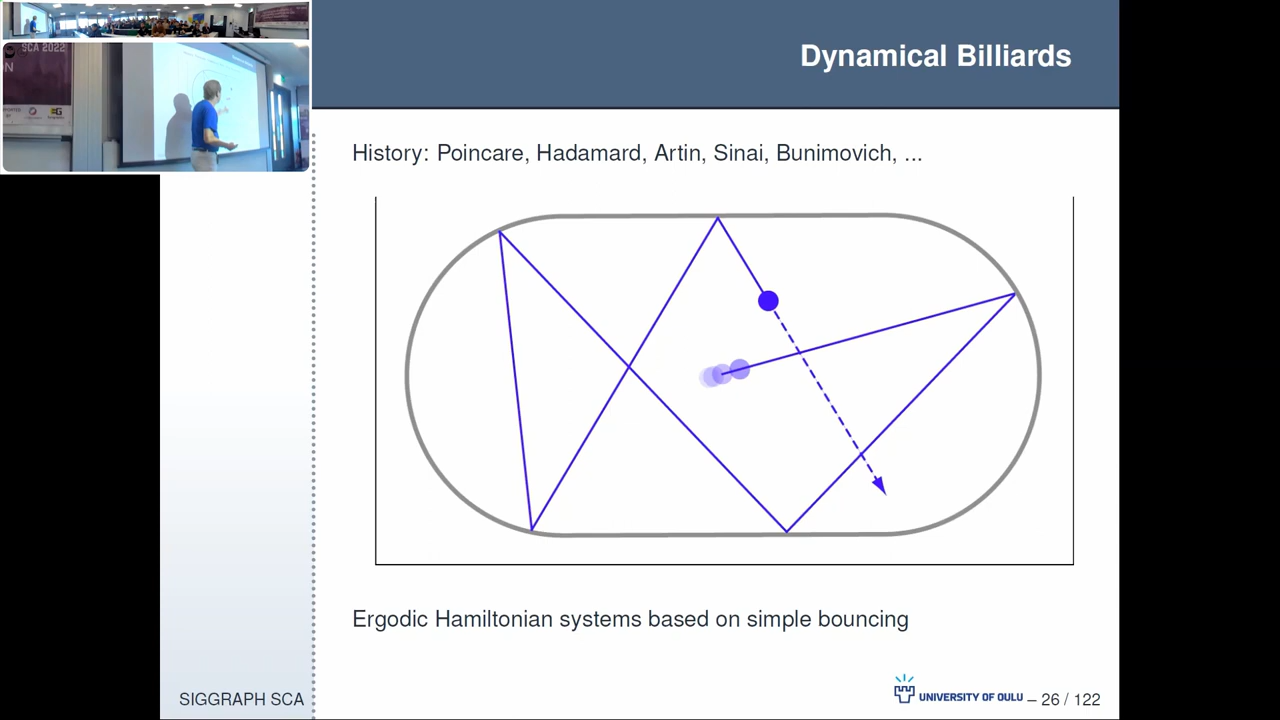 SCA 2022
Dynamical Billiards
History: Poincare, Hadamard, Artin, Sinai, Bunimovich, ...
Ergodic Hamiltonian systems based on simple bouncing
SIGGRAPH SCA
UNIVERSITY OF OULU – 26 / 122